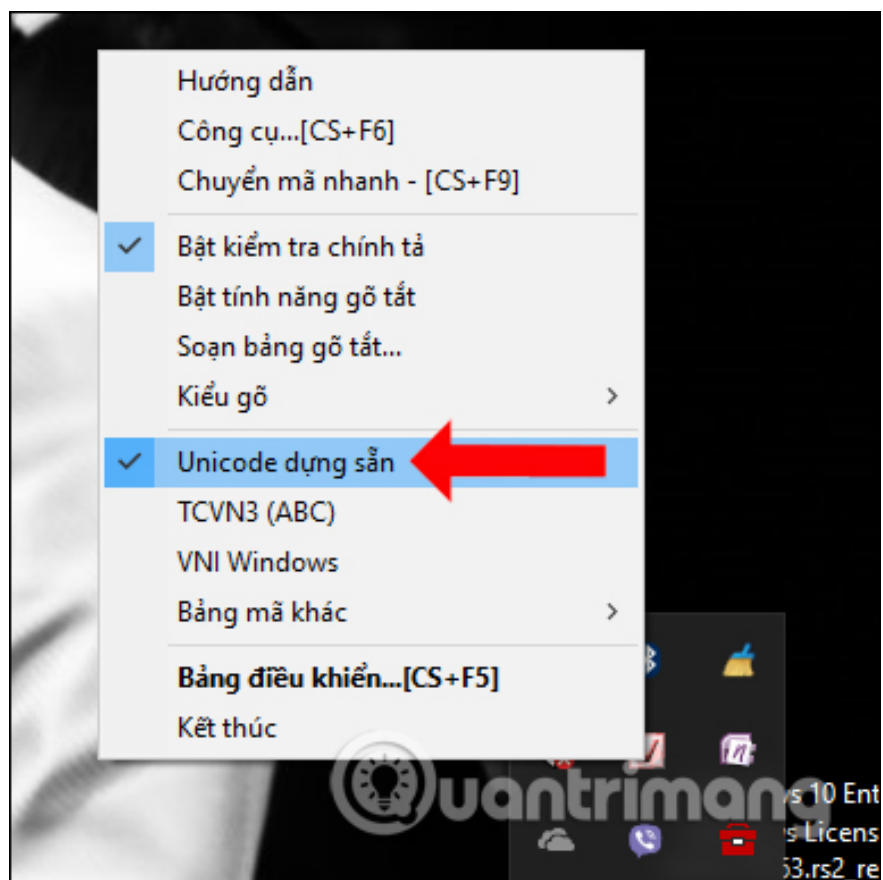 Hướng dẫn
Công cụ...[CS+F6]
Chuyển mã nhanh - [CS+F9]
Bật kiểm tra chính tả
Bật tính năng gõ tắt
Soạn bảng gõ tắt...
Kiểu gõ
Unicode dựng sẵn
TCVN3 (ABC)
VNI Windows
Bảng mã khác
Bảng điều khiển...[CS+F5]
Kết thúc
Quantrimang
10 Ent
Licens
53.rs2_re